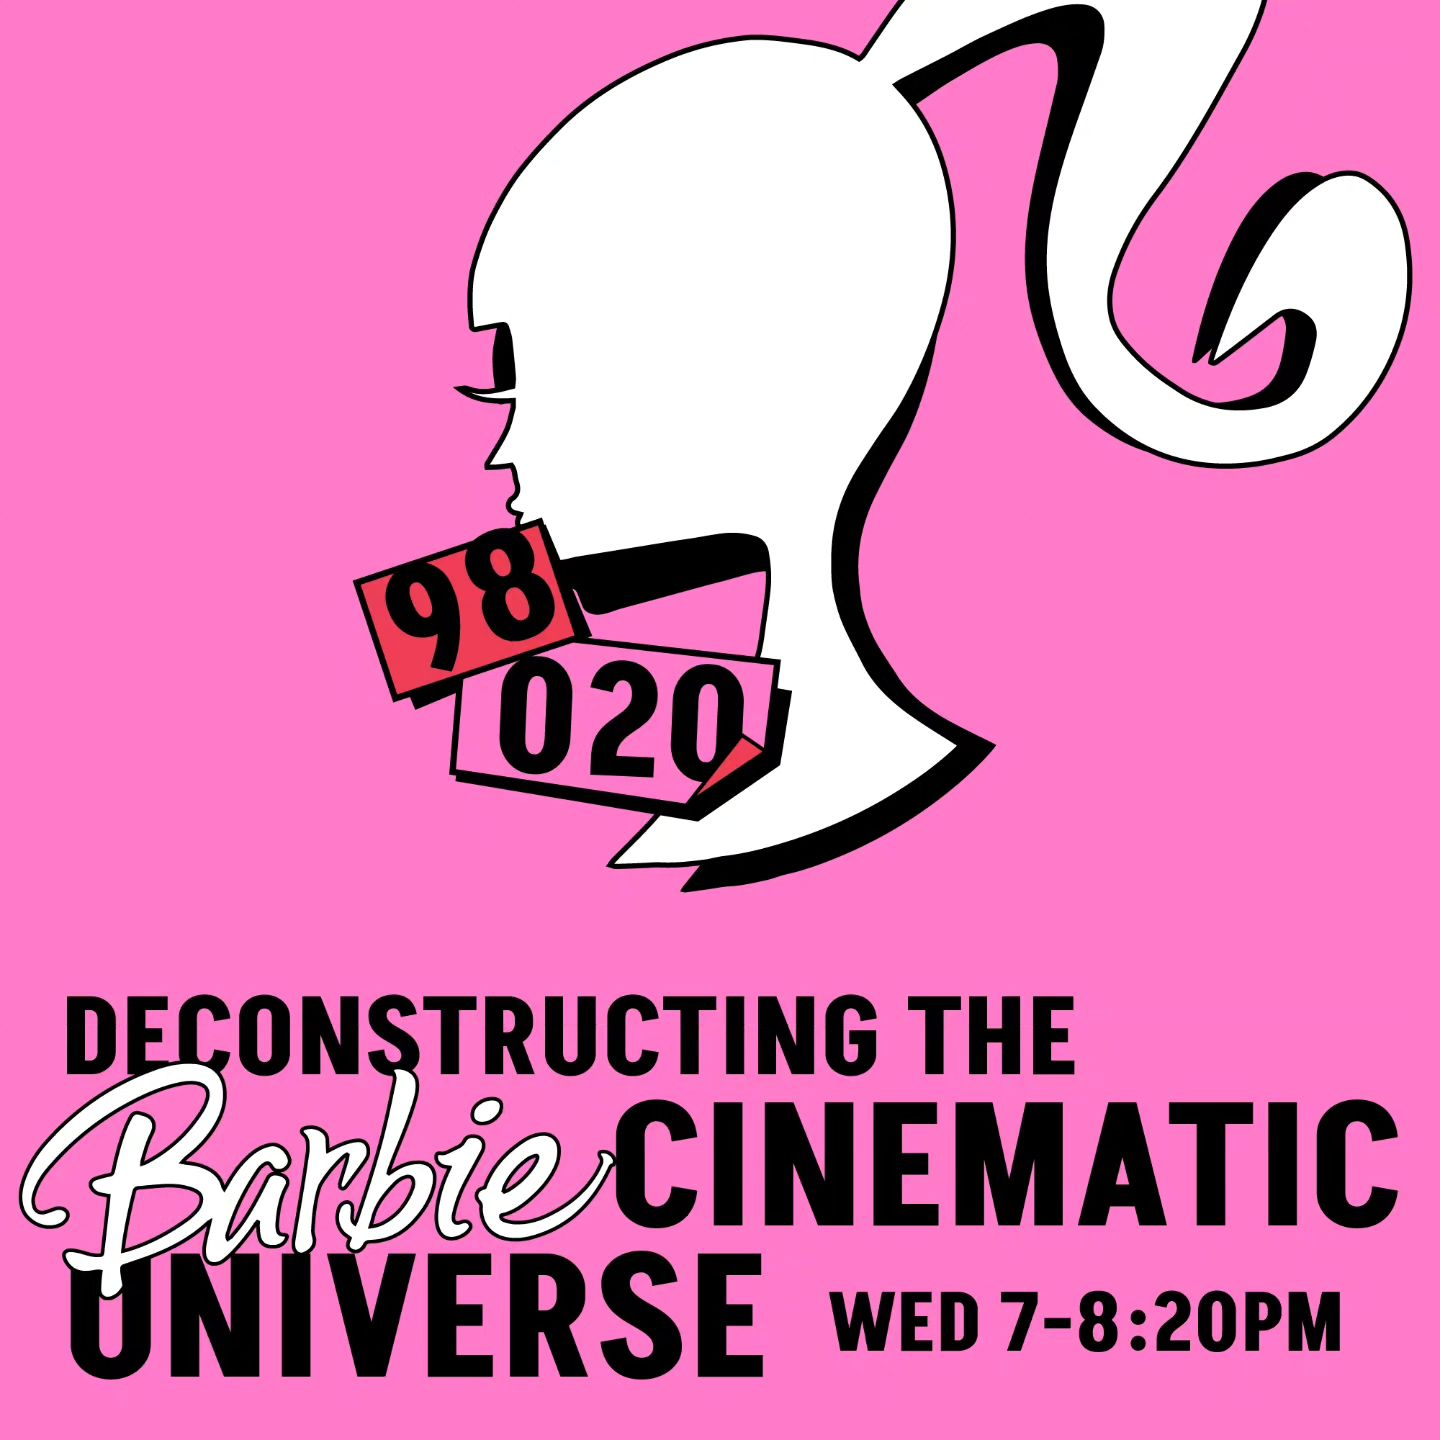 98
020
DECONSTRUCTING THE
Barbie CINEMATIC
UNIVERSE WED 7-8:20PM